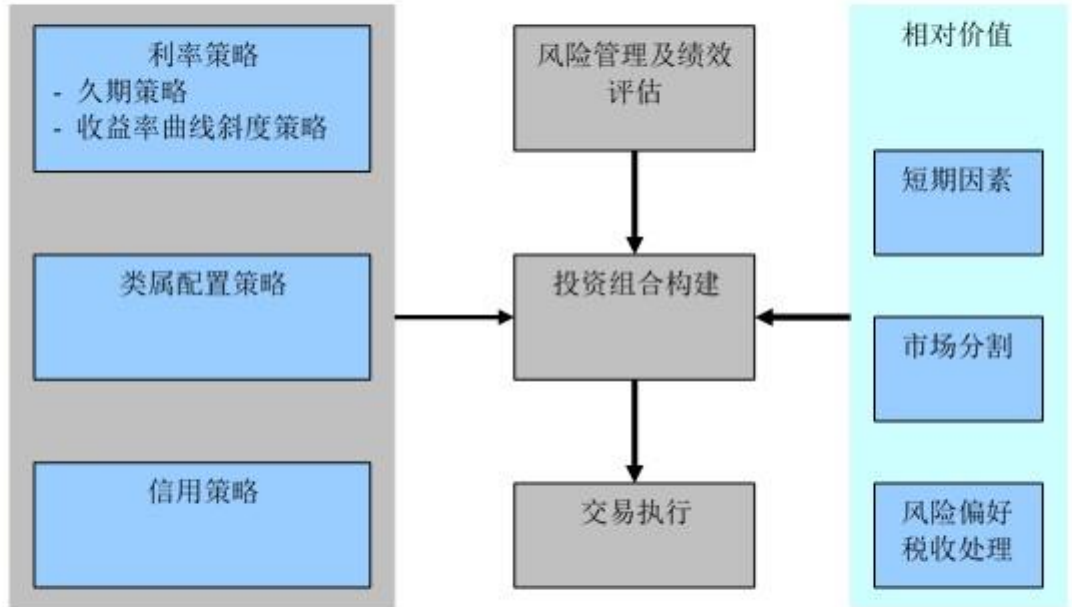 利率策略
- 久期策略
- 收益率曲线斜度策略
类属配置策略
信用策略
风险管理及绩效
评估
投资组合构建
交易执行
相对价值
短期因素
市场分割
风险偏好
税收处理